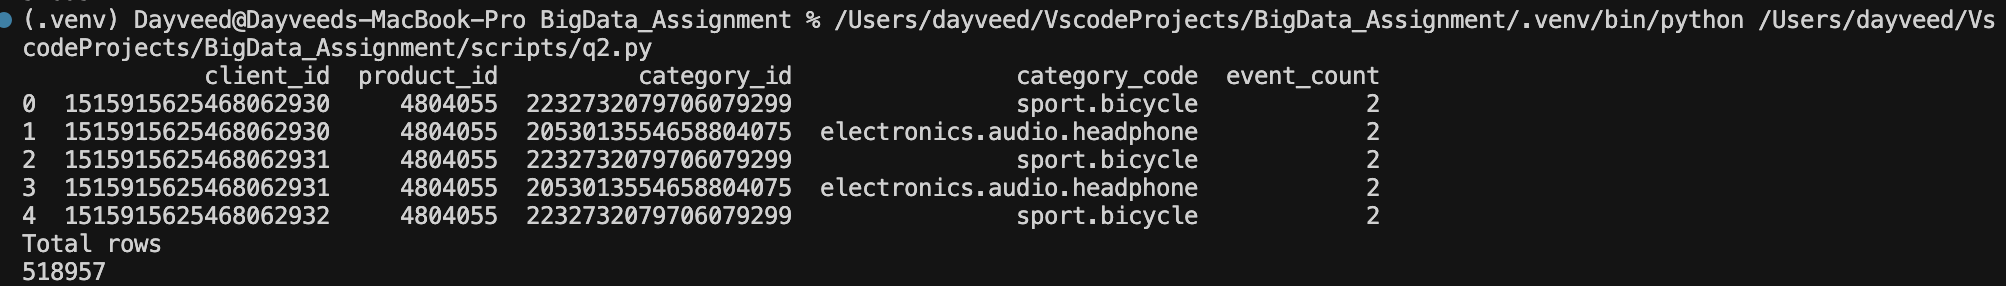 (.venv) Dayveed@Dayveeds-MacBook-Pro BigData_Assignment % /Users/dayveed/VscodeProjects/BigData_Assignment/.venv/bin/python /Users/dayveed/Vs
codeProjects/BigData_Assignment/scripts/q2.py
client_id product_id category_id category_code event_count
0 1515915625468062930 4804055 2232732079706079299 sport.bicycle 2
1 1515915625468062930 4804055 2053013554658804075 electronics.audio.headphone 2
2 1515915625468062931 4804055 2232732079706079299 sport.bicycle 2
3 1515915625468062931 4804055 2053013554658804075 electronics.audio.headphone 2
4 1515915625468062932 4804055 2232732079706079299 sport.bicycle 2
Total rows
518957